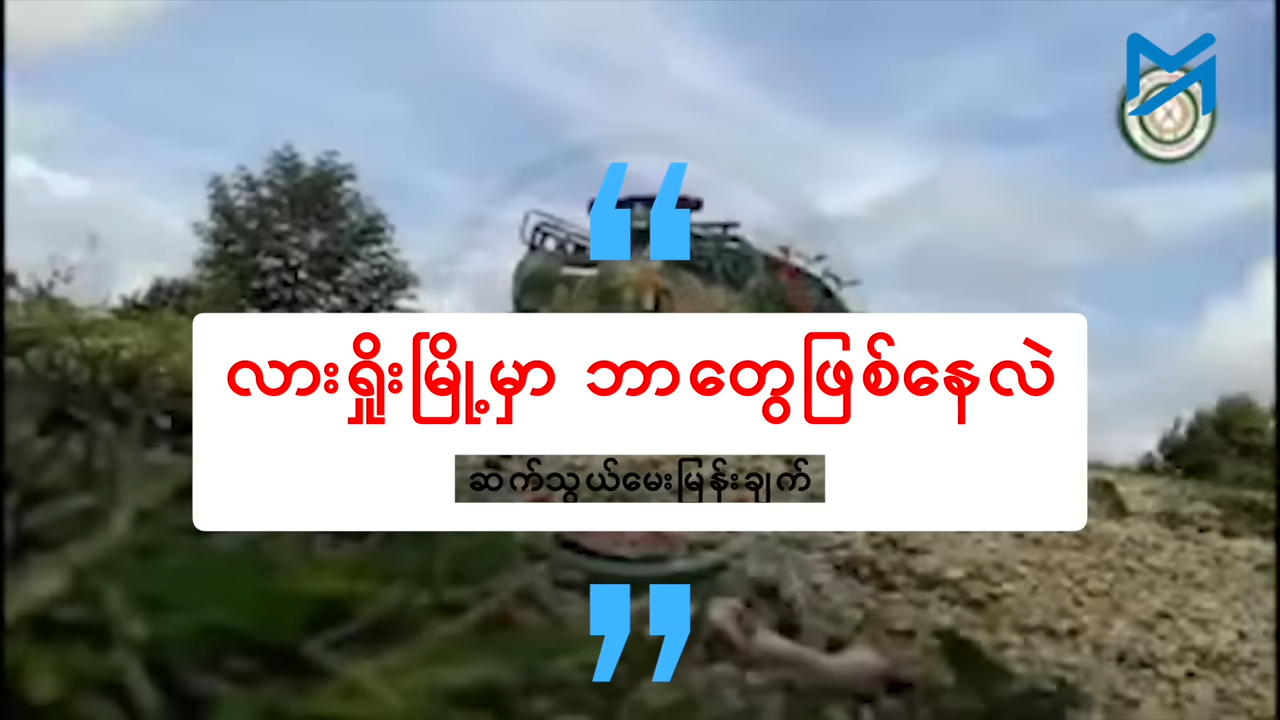 လားရှိုးမြို့မှာ ဘာတွေဖြစ်နေလဲ
ဆက်သွယ်မေးမြန်းချက်